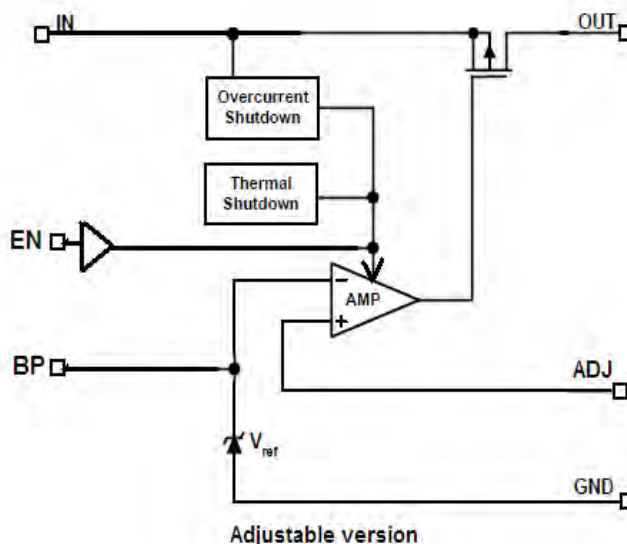 IN
OUT
Overcurrent
Shutdown
Thermal
Shutdown
EN
AMP
−
+
BP
ADJ
Vref
GND
Adjustable version